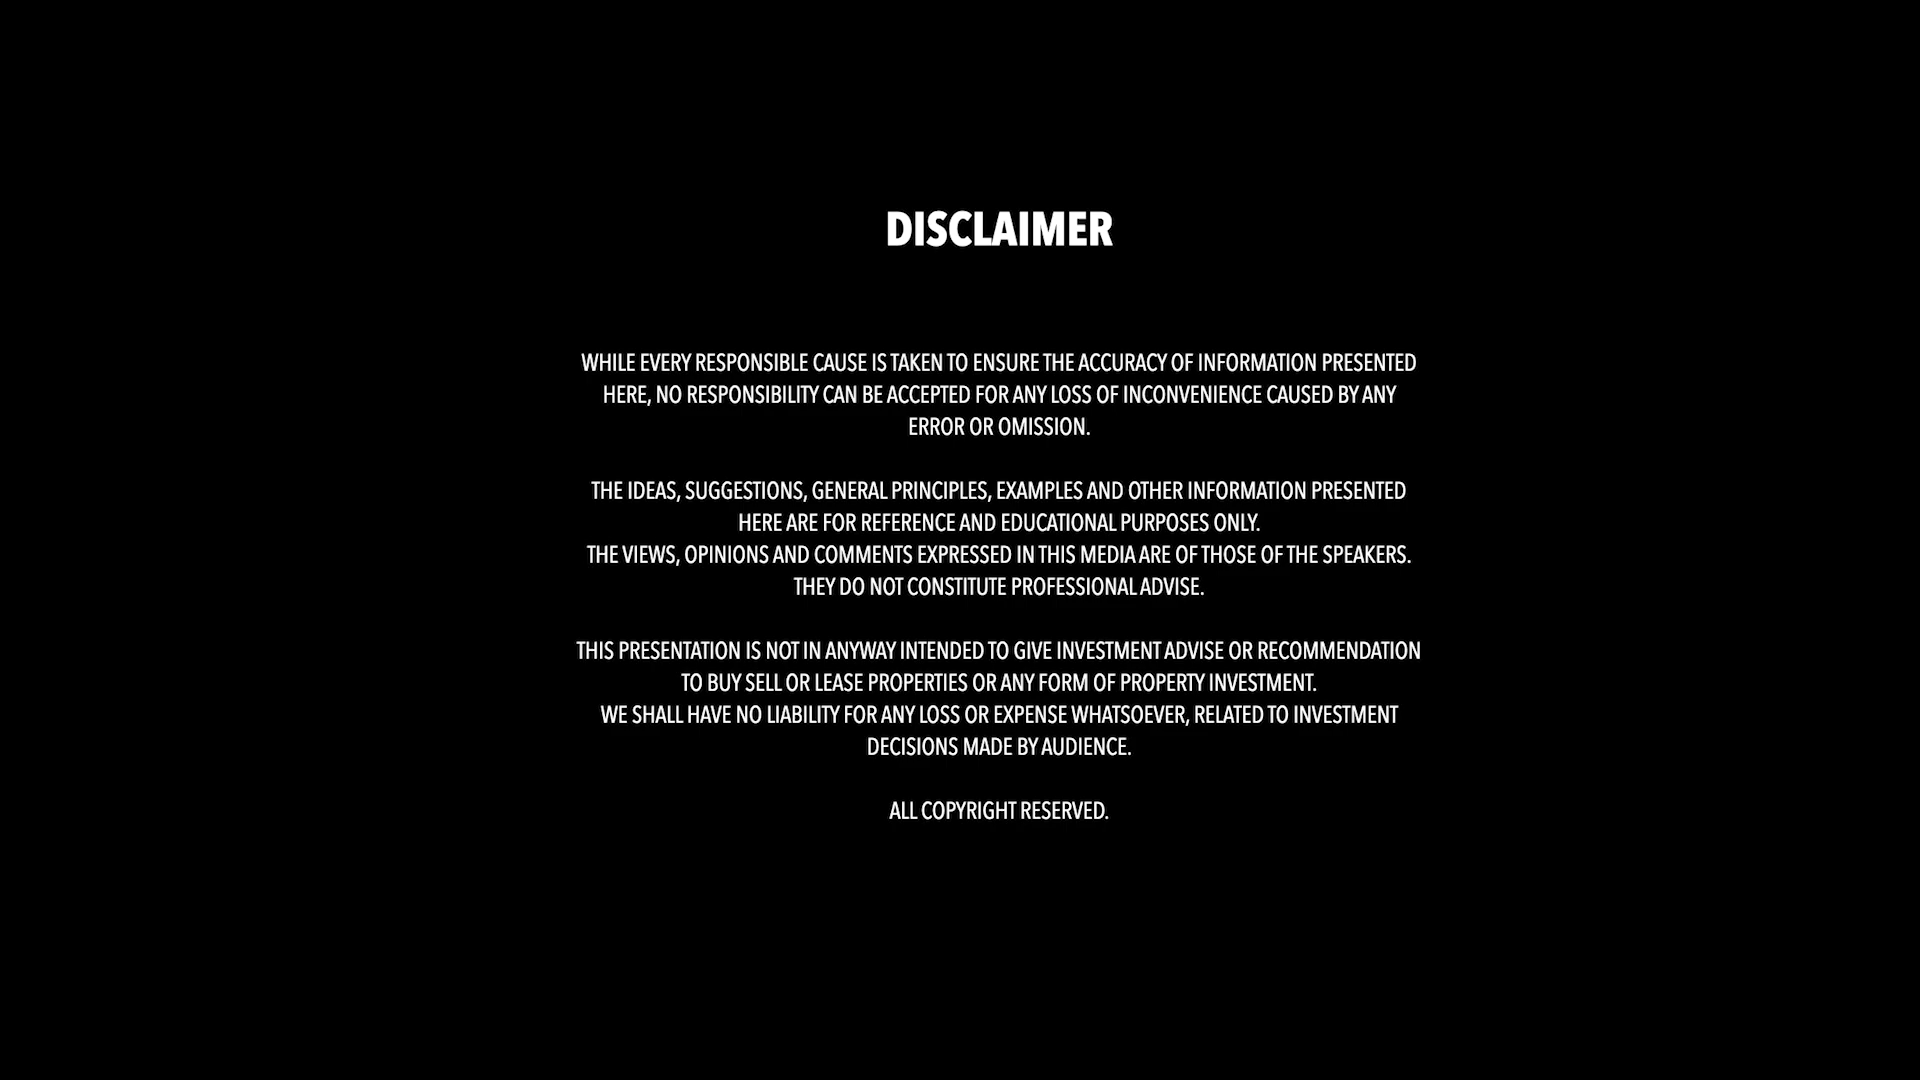 DISCLAIMER
WHILE EVERY RESPONSIBLE CAUSE IS TAKEN TO ENSURE THE ACCURACY OF INFORMATION PRESENTED
HERE, NO RESPONSIBILITY CAN BE ACCEPTED FOR ANY LOSS OF INCONVENIENCE CAUSED BY ANY
ERROR OR OMISSION.
THE IDEAS, SUGGESTIONS, GENERAL PRINCIPLES, EXAMPLES AND OTHER INFORMATION PRESENTED
HERE ARE FOR REFERENCE AND EDUCATIONAL PURPOSES ONLY.
THE VIEWS, OPINIONS AND COMMENTS EXPRESSED IN THIS MEDIA ARE OF THOSE OF THE SPEAKERS.
THEY DO NOT CONSTITUTE PROFESSIONAL ADVISE.
THIS PRESENTATION IS NOT IN ANYWAY INTENDED TO GIVE INVESTMENT ADVISE OR RECOMMENDATION
TO BUY SELL OR LEASE PROPERTIES OR ANY FORM OF PROPERTY INVESTMENT.
WE SHALL HAVE NO LIABILITY FOR ANY LOSS OR EXPENSE WHATSOEVER, RELATED TO INVESTMENT
DECISIONS MADE BY AUDIENCE.
ALL COPYRIGHT RESERVED.